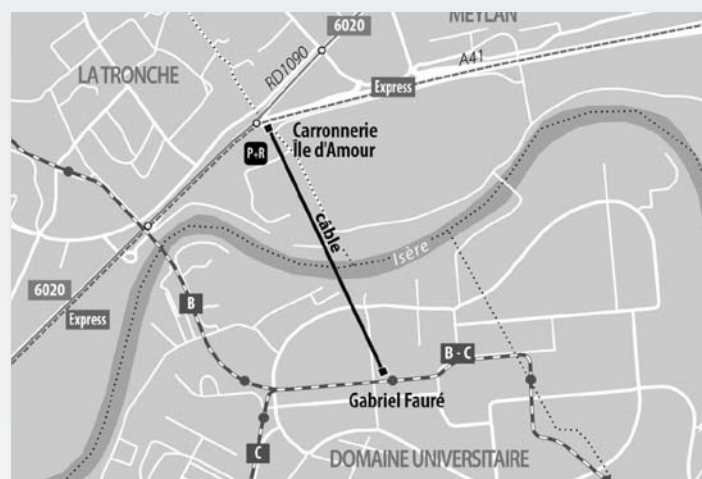 6020
MEYLAN
LA TRONCHE
RD1090
A41
Express
Carronnerie
Île d'Amour
P+R
câble
Isère
6020
B
Express
B - C
Gabriel Fauré
C
DOMAINE UNIVERSITAIRE